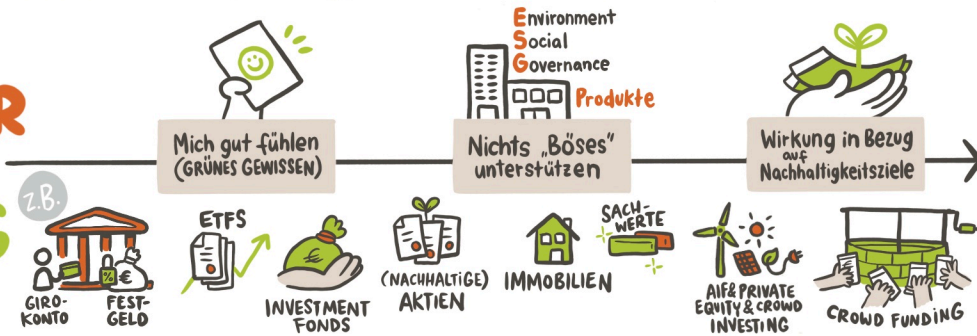 Environment
Social
Governance
Produkte
R
Mich gut fühlen
(GRÜNES GEWISSEN)
Nichts „Böses"
unterstützen
Wirkung in Bezug
auf
Nachhaltigkeitsziele
z.B.
S
GIRO-
KONTO
%
€
FEST-
GELD
ETFS
€
INVESTMENT
FONDS
(NACHHALTIGE)
AKTIEN
IMMOBILIEN
SACH-
WERTE
AIF & PRIVATE
EQUITY & CROWD
INVESTING
CROWD FUNDING